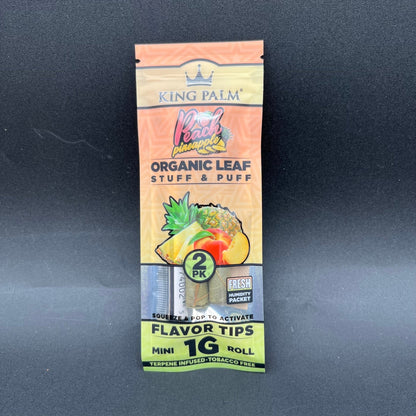 KING PALM®
Peach
pineapple
ORGANIC LEAF
STUFF & PUFF
2
PK
74002
FRESH
HUMIDITY
PACKET
SQUEEZE & POP TO ACTIVATE
FLAVOR TIPS
MINI 1G ROLL
TERPENE INFUSED·TOBACCO FREE